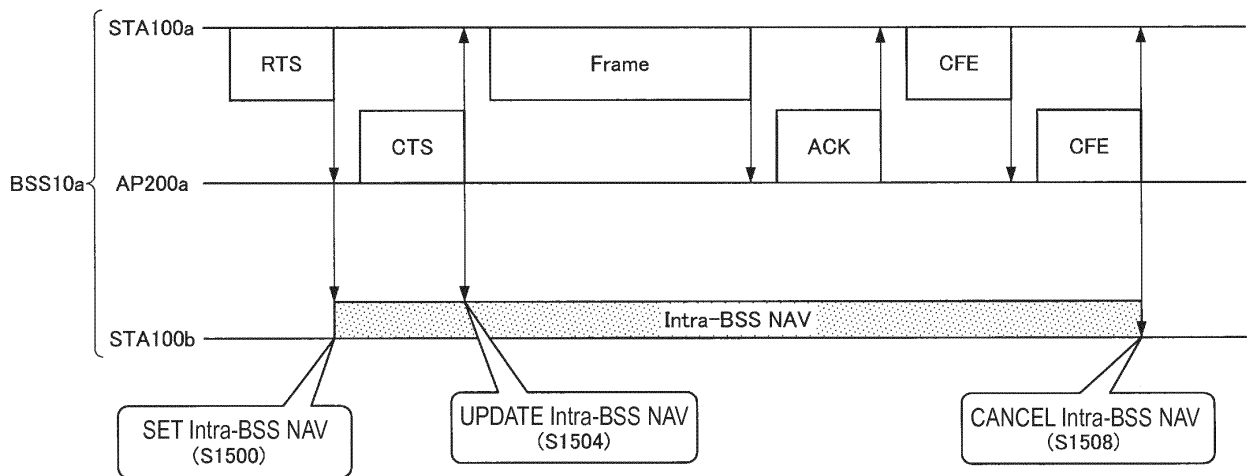 STA100a
RTS
Frame
CFE
CTS
ACK
CFE
BSS10a
AP200a
Intra-BSS NAV
STA100b
SET Intra-BSS NAV
(S1500)
UPDATE Intra-BSS NAV
(S1504)
CANCEL Intra-BSS NAV
(S1508)